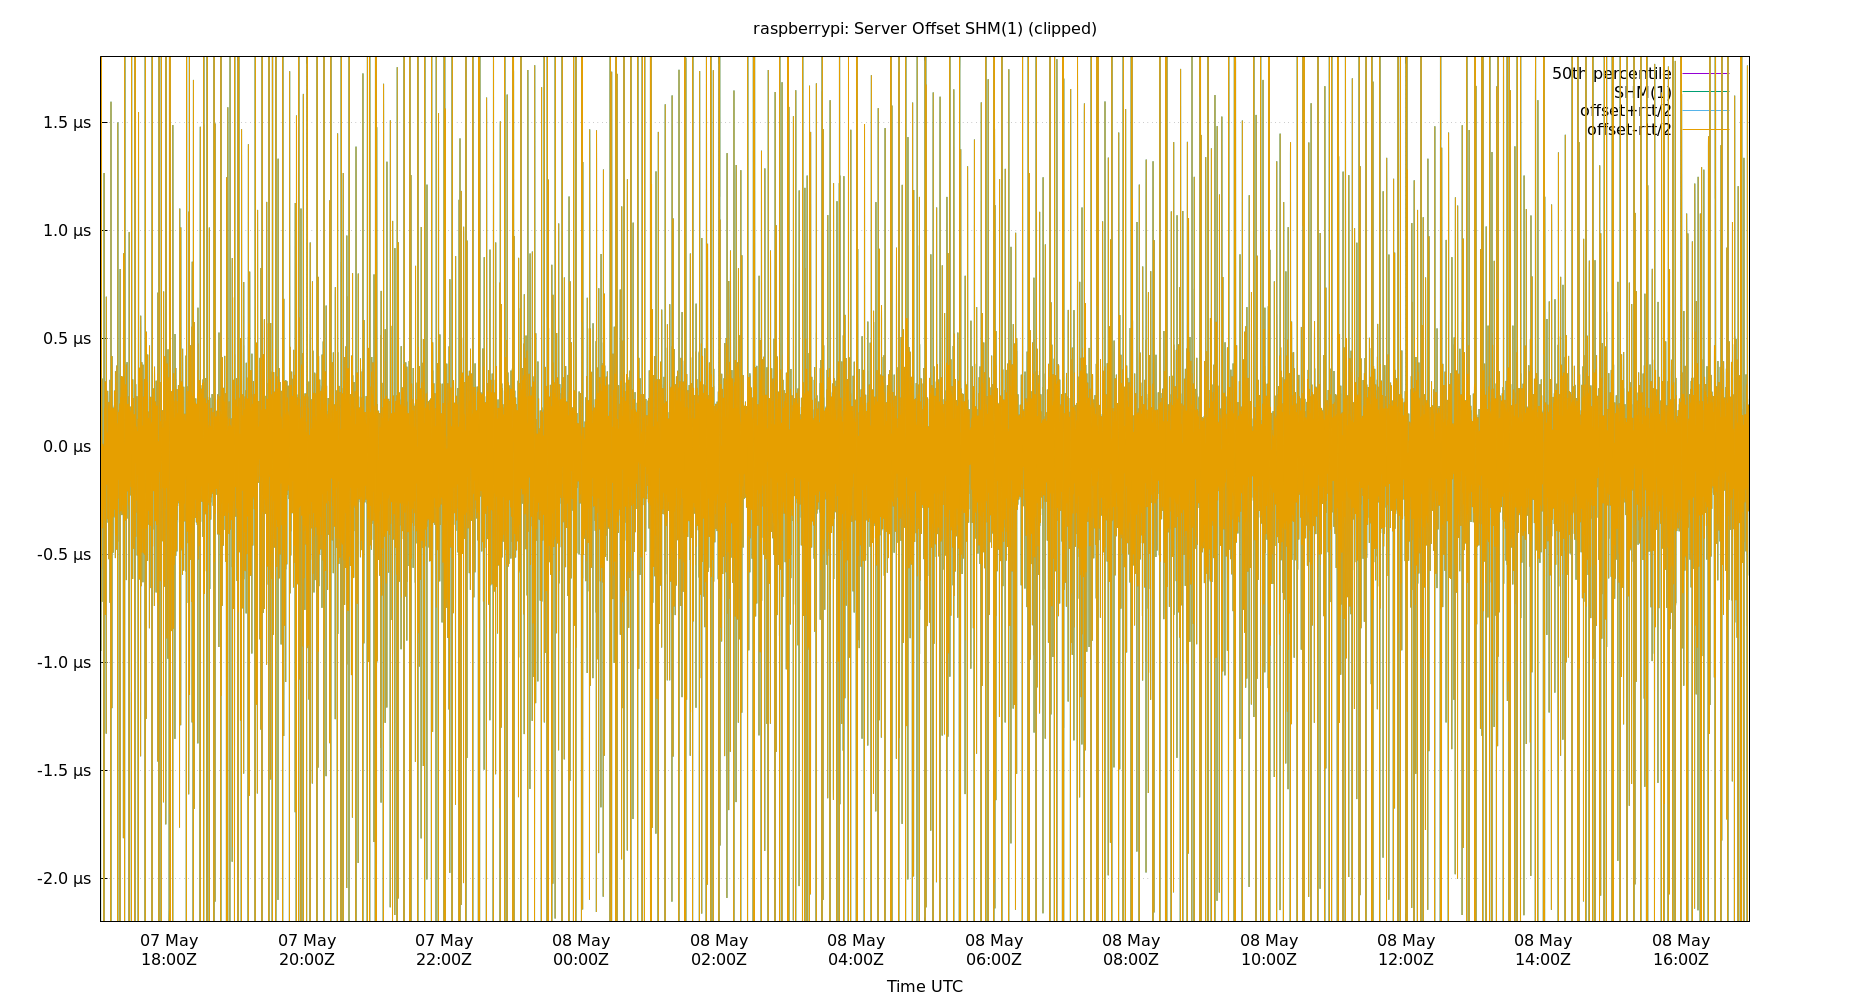 raspberrypi: Server Offset SHM(1) (clipped)
50th percentile
SHM(1)
offset+rtt/2
offset-rtt/2
1.5 µs
1.0 µs
0.5 µs
0.0 µs
-0.5 µs
-1.0 µs
-1.5 µs
-2.0 µs
07 May 07 May 07 May 08 May 08 May 08 May 08 May 08 May 08 May 08 May 08 May 08 May
18:00Z 20:00Z 22:00Z 00:00Z 02:00Z 04:00Z 06:00Z 08:00Z 10:00Z 12:00Z 14:00Z 16:00Z
Time UTC